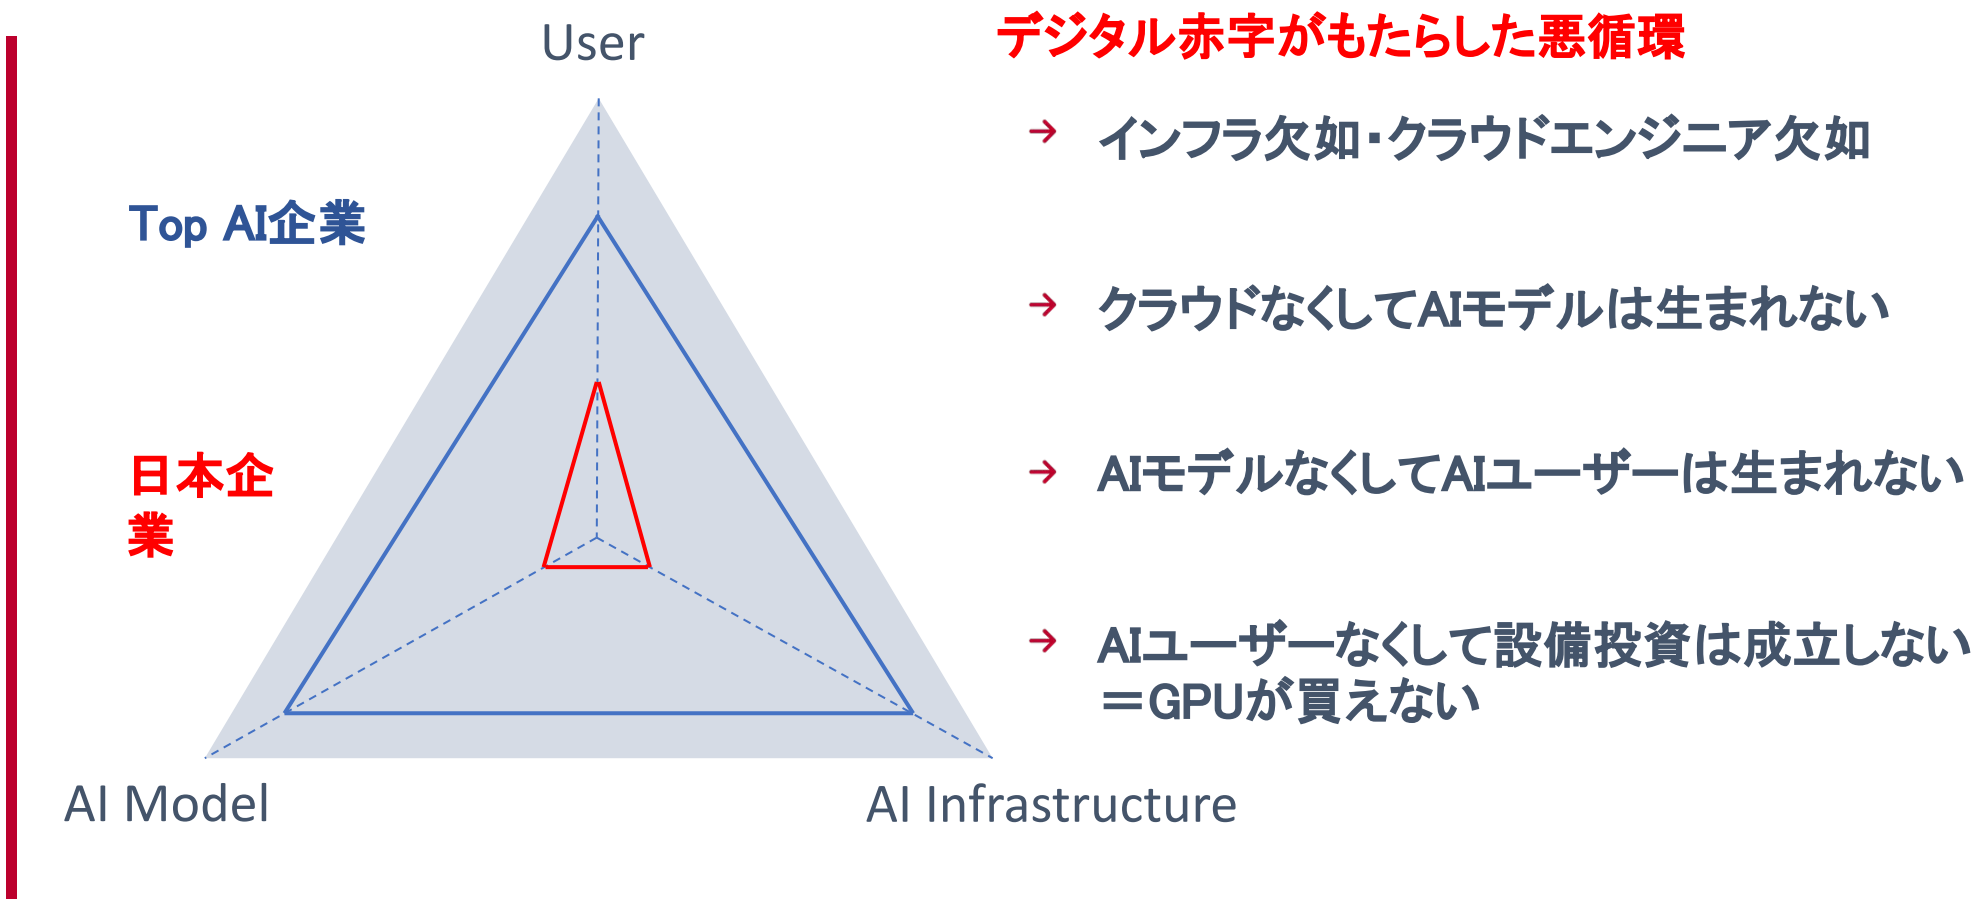 User
Top AI企業
日本企
業
AI Model
AI Infrastructure
デジタル赤字がもたらした悪循環
インフラ欠如・クラウドエンジニア欠如
クラウドなくしてAIモデルは生まれない
AIモデルなくしてAIユーザーは生まれない
AIユーザーなくして設備投資は成立しない
＝GPUが買えない